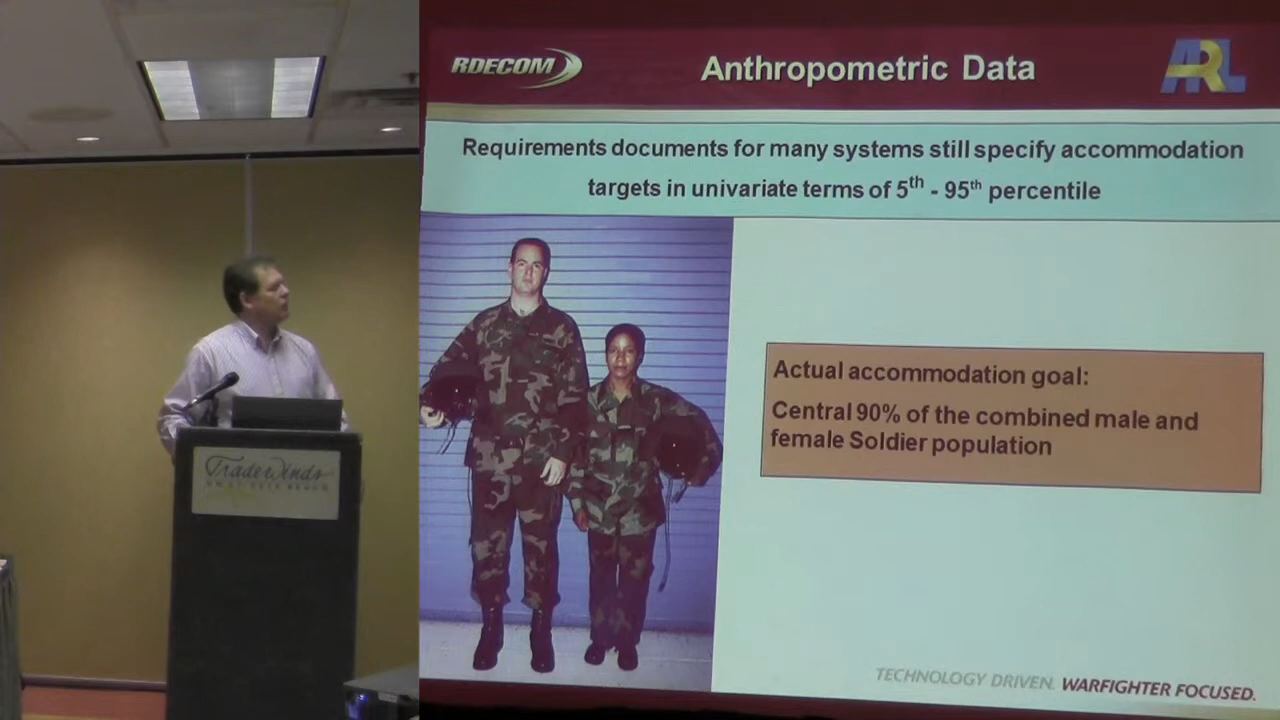 RDECOM
Anthropometric Data
ARL
Requirements documents for many systems still specify accommodation
targets in univariate terms of 5th - 95th percentile
Actual accommodation goal:
Central 90% of the combined male and
female Soldier population
TradeWinds
TECHNOLOGY DRIVEN. WARFIGHTER FOCUSED.